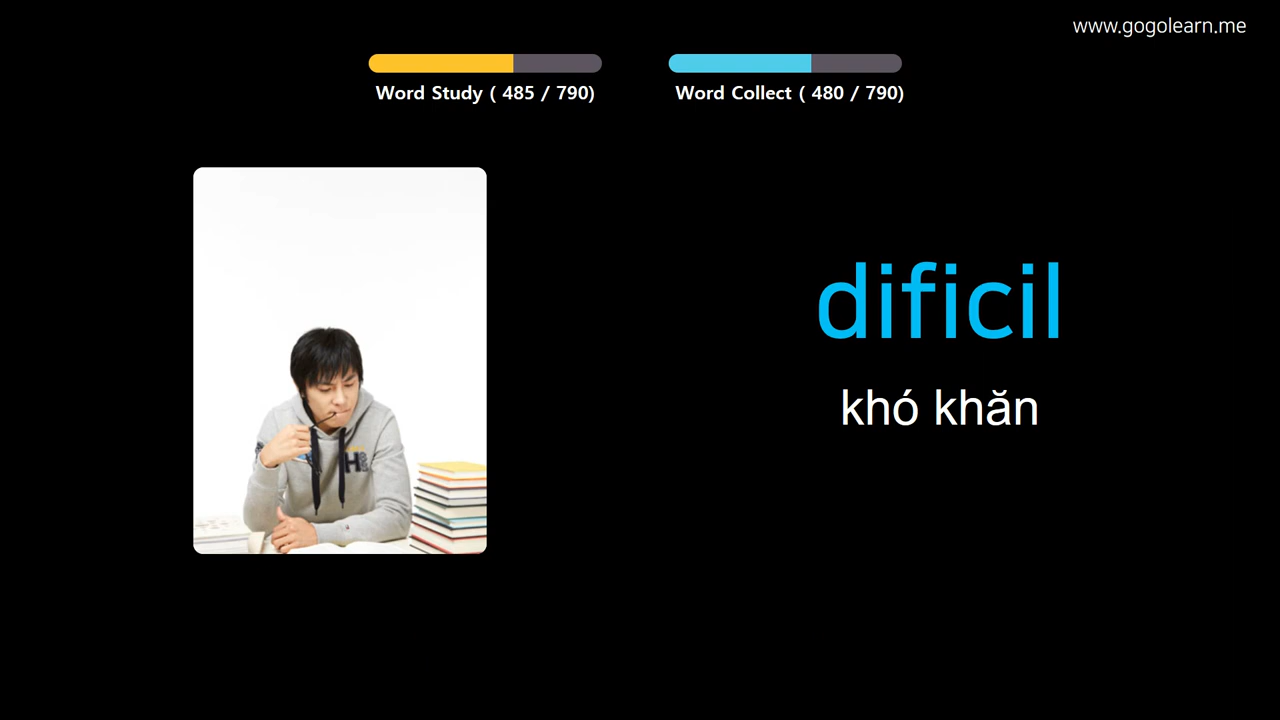 www.gogolearn.me
Word Study ( 485 / 790)
Word Collect ( 480 / 790)
dificil
khó khăn
H